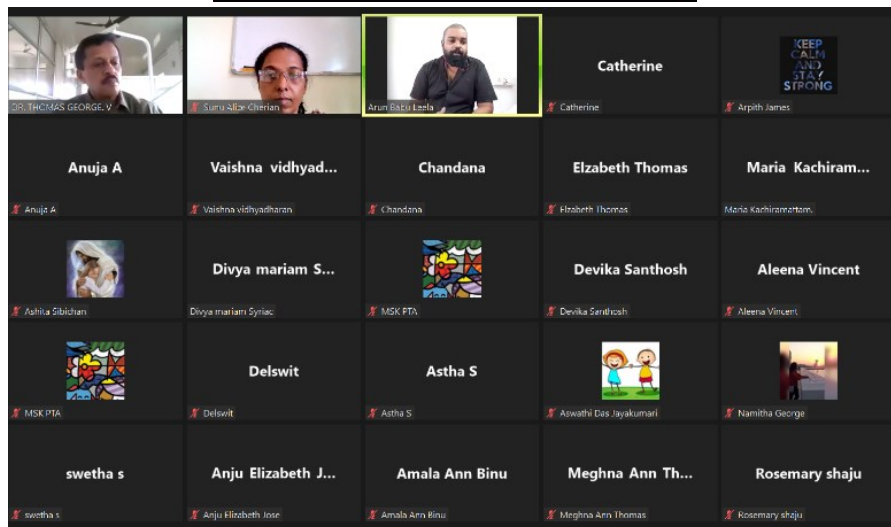 DR. THOMAS GEORGE. V
Sunu Alice Cherian
Arun Babu Leela
Catherine
Catherine
KEEP
CALM
AND
STAY
STRONG
Arpith James
Anuja A
Anuja A
Vaishna vidhyad...
Vaishna vidhyadharan
Chandana
Chandana
Elzabeth Thomas
Elzabeth Thomas
Maria Kachiram...
Maria Kachiramattam.
Ashita Sibichan
Divya mariam S...
Divya mariam Syriac
MSK PTA
Devika Santhosh
Devika Santhosh
Aleena Vincent
Aleena Vincent
MSK PTA
Delswit
Delswit
Astha S
Astha S
Aswathi Das Jayakumari
Namitha George
swetha s
swetha s
Anju Elizabeth J...
Anju Elizabeth Jose
Amala Ann Binu
Amala Ann Binu
Meghna Ann Th...
Meghna Ann Thomas
Rosemary shaju
Rosemary shaju